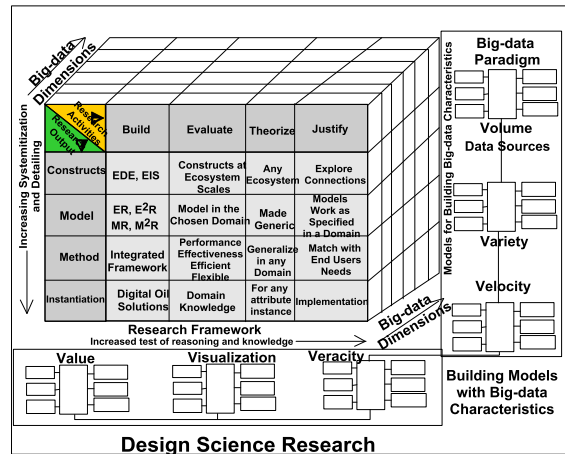 Big-data
Dimensions
Research
Activities
Research
Output
Build
Evaluate
Theorize
Justify
Constructs
EDE, EIS
Constructs at
Ecosystem
Scales
Any
Ecosystem
Explore
Connections
Model
ER, E²R
MR, M²R
Model in the
Chosen Domain
Made
Generic
Models
Work as
Specified
in a Domain
Method
Integrated
Framework
Performance
Effectiveness
Efficient
Flexible
Generalize
in any
Domain
Match with
End Users
Needs
Instantiation
Digital Oil
Solutions
Domain
Knowledge
For any
attribute
instance
Implementation
Increasing Systemitization
and Detailing
Research Framework
Increased test of reasoning and knowledge
Big-data
Dimensions
Models for Building Big-data Characteristics
Big-data
Paradigm
Volume
Data Sources
Variety
Velocity
Value
Visualization
Veracity
Building Models
with Big-data
Characteristics
Design Science Research